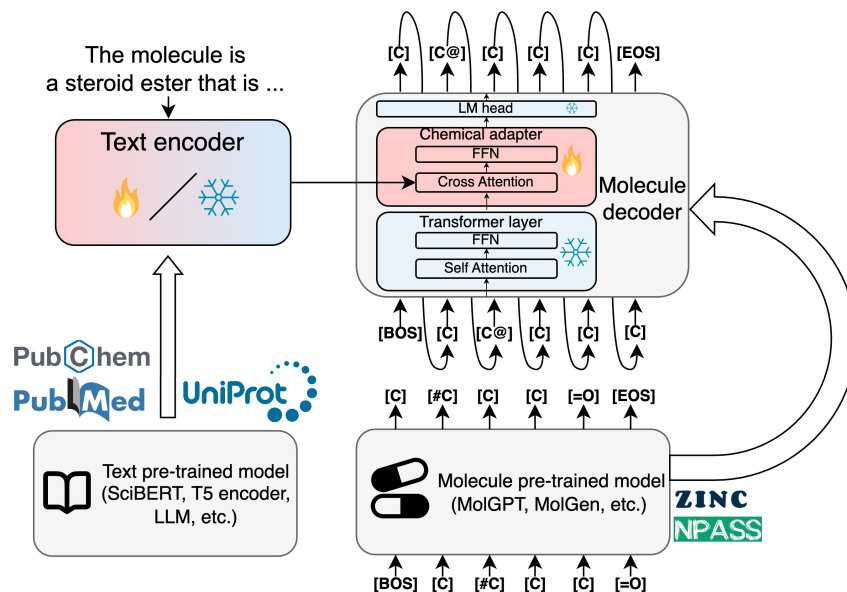 The molecule is
a steroid ester that is ...
Text encoder
[C] [C@] [C] [C] [C] [EOS]
LM head
Chemical adapter
FFN
Cross Attention
Molecule
decoder
Transformer layer
FFN
Self Attention
[BOS] [C] [C@] [C] [C] [C]
PubChem
PubMed
UniProt
Text pre-trained model
(SciBERT, T5 encoder,
LLM, etc.)
[C] [#C] [C] [C] [=O] [EOS]
Molecule pre-trained model
(MolGPT, MolGen, etc.)
ZINC
NPASS
[BOS] [C] [#C] [C] [C] [=O]